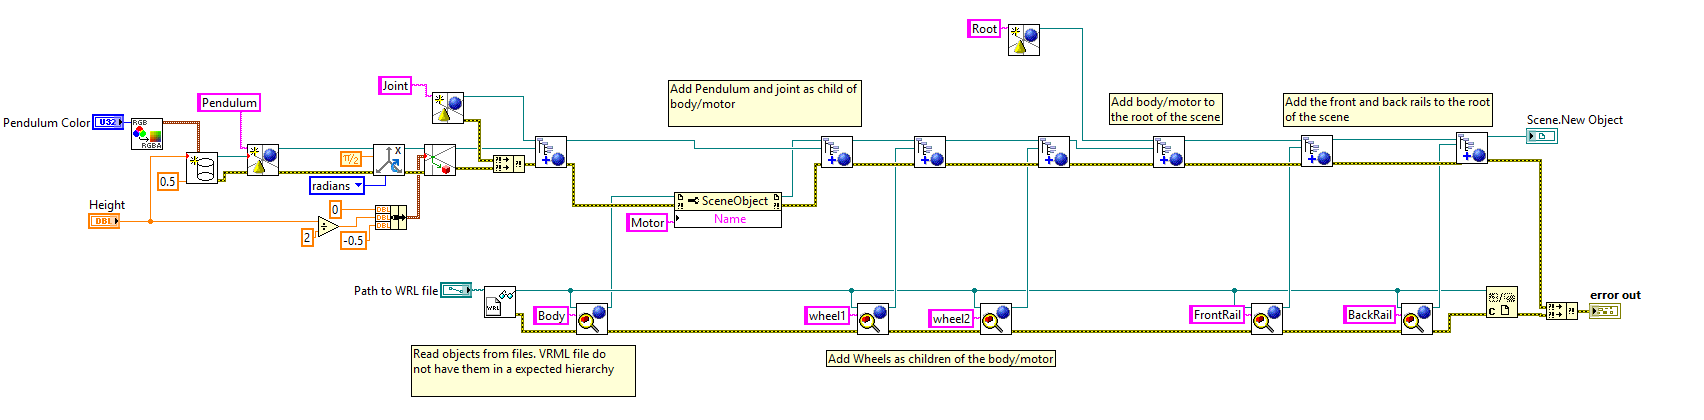 Root
Joint
Add Pendulum and joint as child of
body/motor
Add body/motor to
the root of the scene
Add the front and back rails to the root
of the scene
Pendulum
Scene.New Object
Pendulum Color
U32
RGB
RGBA
π/2
0.5
radians
X
SceneObject
Name
Motor
Height
DBL
0
DBL
DBL
DBL
2
-0.5
÷
Path to WRL file
WRL
Body
wheel1
wheel2
FrontRail
BackRail
C
error out
Read objects from files. VRML file do
not have them in a expected hierarchy
Add Wheels as children of the body/motor